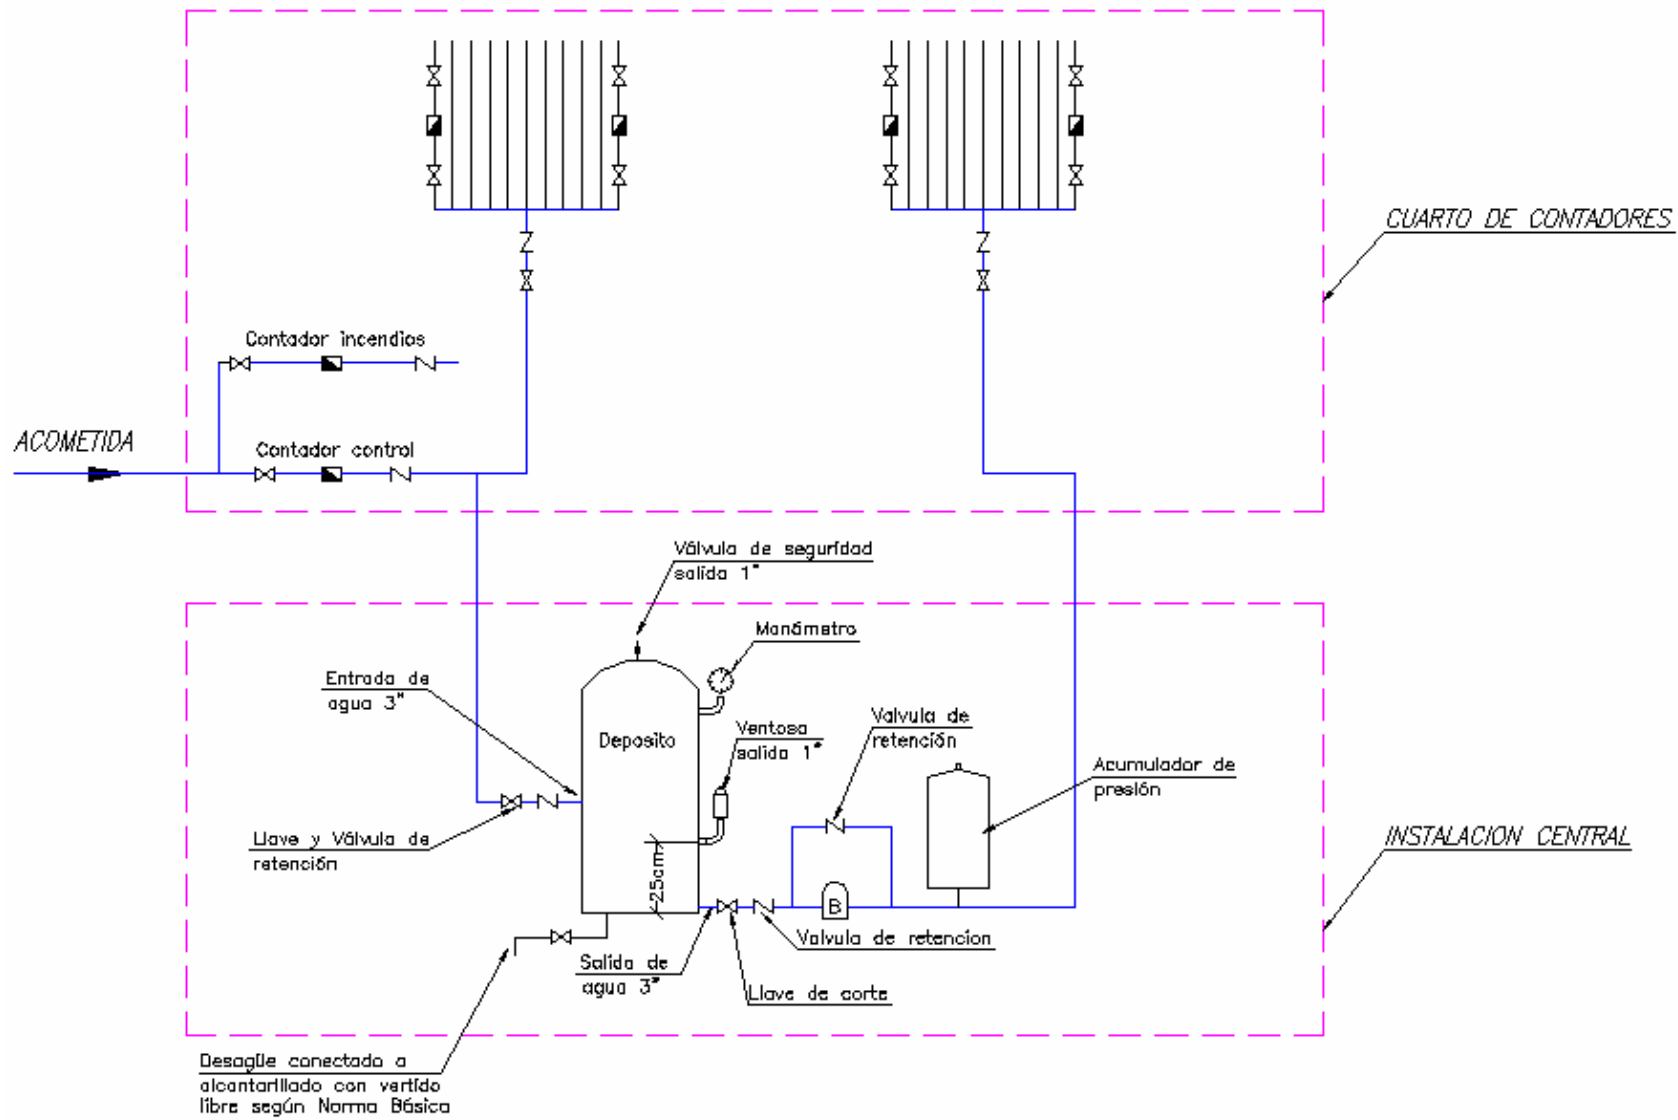 CUARTO DE CONTADORES
Contador incendios
ACOMETIDA
Contador control
Válvula de seguridad
salida 1"
Manómetro
Entrada de
agua 3"
Deposito
Ventosa
salida 1"
Valvula de
retención
Acumulador de
presión
Llave y Válvula de
retención
25cm
INSTALACION CENTRAL
B
Valvula de retencion
Salida de
agua 3"
Llave de corte
Desagüe conectado a
alcantarillado con vertido
libre según Norma Básica